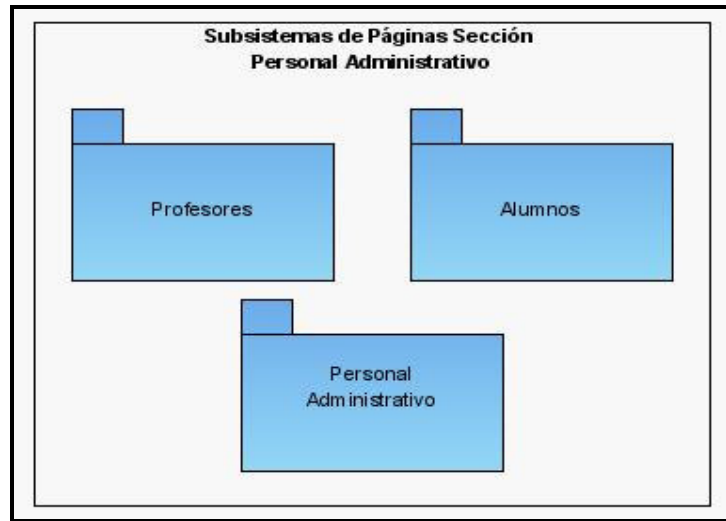 Subsistemas de Páginas Sección
Personal Administrativo
Profesores
Alumnos
Personal
Administrativo